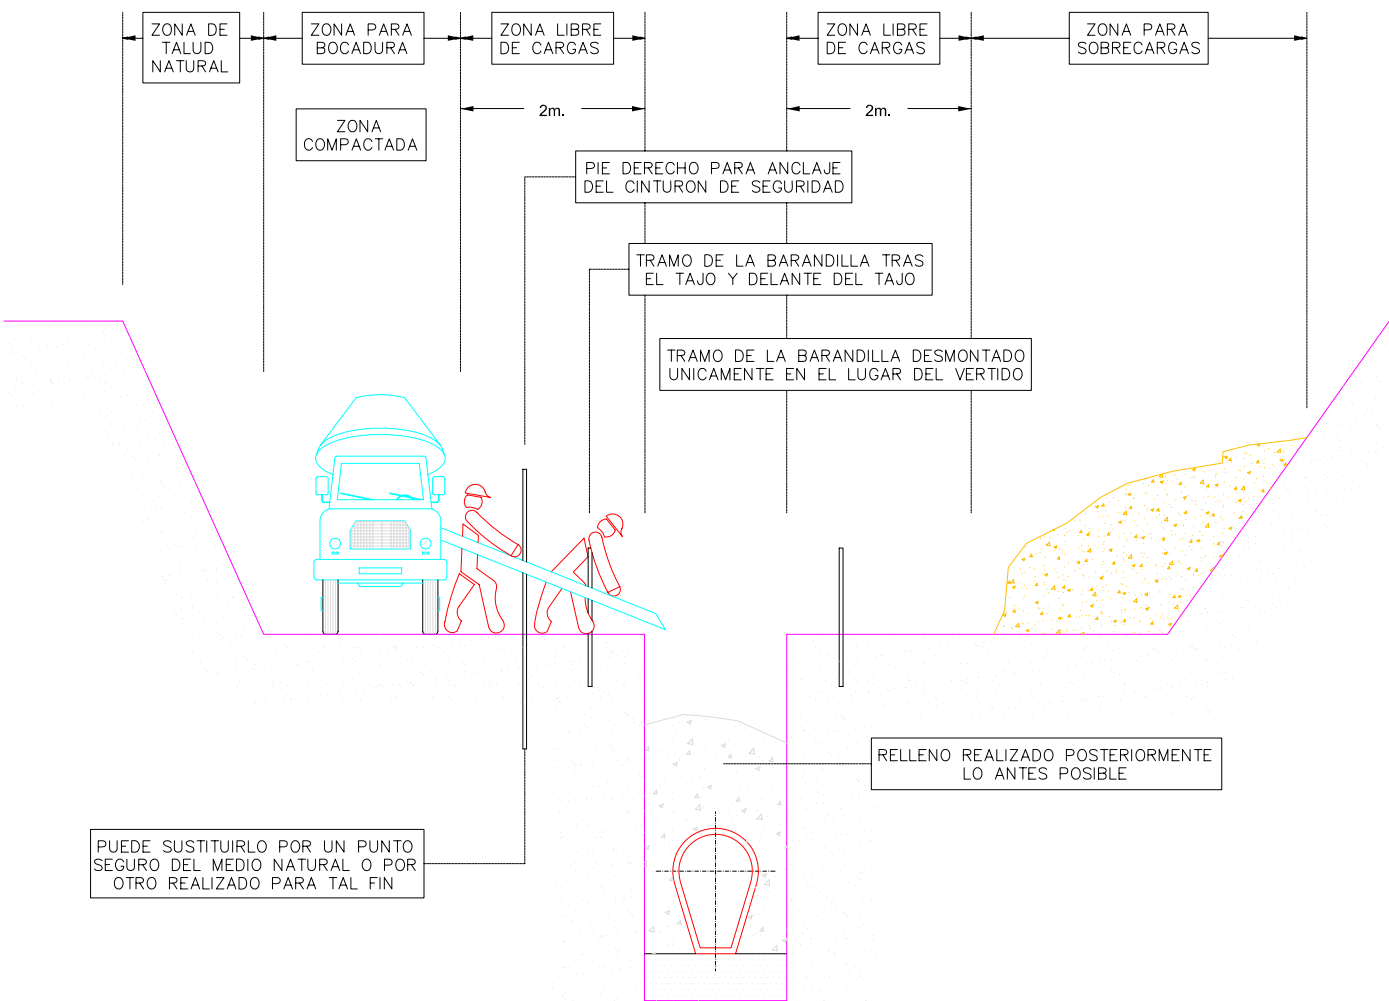 ZONA DE
TALUD
NATURAL
ZONA PARA
BOCADURA
ZONA LIBRE
DE CARGAS
ZONA LIBRE
DE CARGAS
ZONA PARA
SOBRECARGAS
2m.
2m.
ZONA
COMPACTADA
PIE DERECHO PARA ANCLAJE
DEL CINTURON DE SEGURIDAD
TRAMO DE LA BARANDILLA TRAS
EL TAJO Y DELANTE DEL TAJO
TRAMO DE LA BARANDILLA DESMONTADO
UNICAMENTE EN EL LUGAR DEL VERTIDO
RELLENO REALIZADO POSTERIORMENTE
LO ANTES POSIBLE
PUEDE SUSTITUIRLO POR UN PUNTO
SEGURO DEL MEDIO NATURAL O POR
OTRO REALIZADO PARA TAL FIN